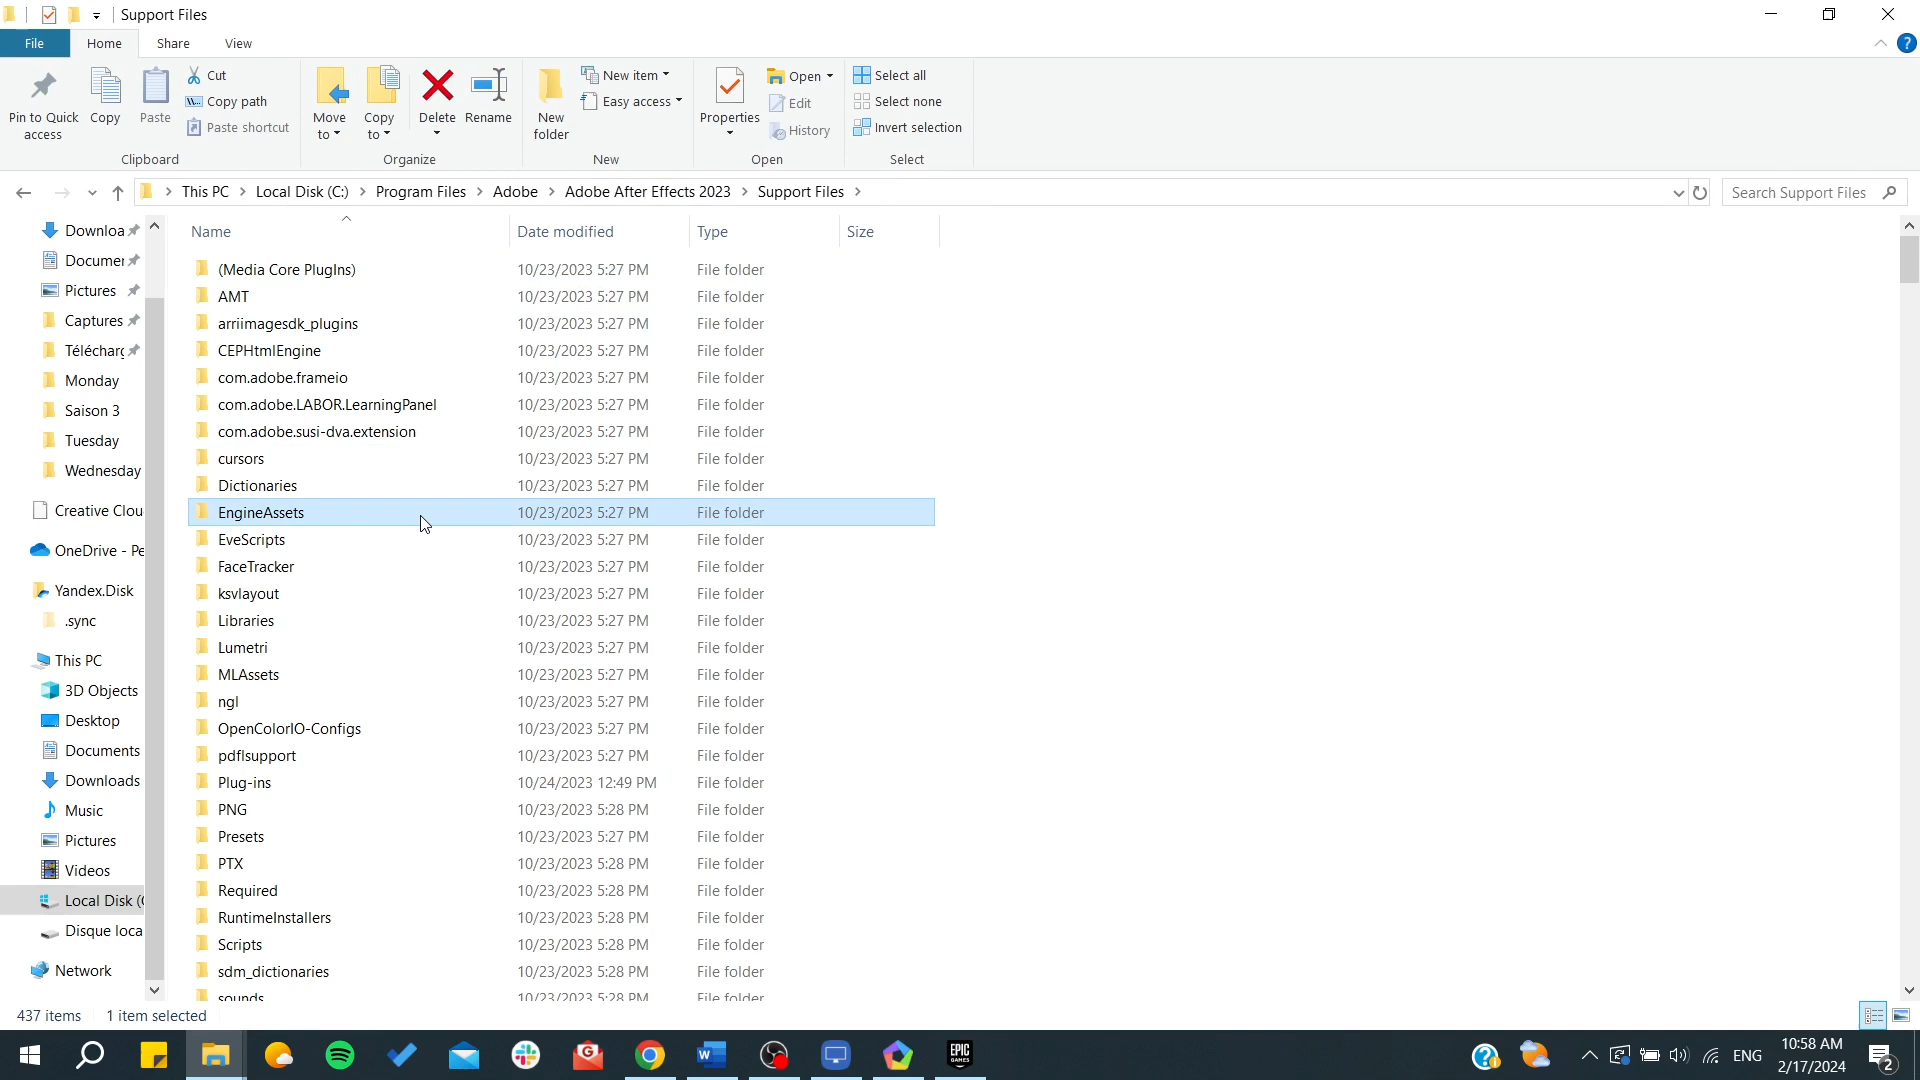 Support Files
File Home Share View
Pin to Quick access
Copy
Paste
Cut
Copy path
Paste shortcut
Clipboard
Move to
Copy to
Delete
Rename
Organize
New folder
New item
Easy access
New
Properties
Open
Edit
History
Open
Select all
Select none
Invert selection
Select
This PC > Local Disk (C:) > Program Files > Adobe > Adobe After Effects 2023 > Support Files >
Search Support Files
Downloa
Documer
Pictures
Captures
Télécharg
Monday
Saison 3
Tuesday
Wednesday
Creative Clou
OneDrive - Pe
Yandex.Disk
.sync
This PC
3D Objects
Desktop
Documents
Downloads
Music
Pictures
Videos
Local Disk (
Disque loca
Network
Name Date modified Type Size
(Media Core PlugIns) 10/23/2023 5:27 PM File folder
AMT 10/23/2023 5:27 PM File folder
arriimagesdk_plugins 10/23/2023 5:27 PM File folder
CEPHtmlEngine 10/23/2023 5:27 PM File folder
com.adobe.frameio 10/23/2023 5:27 PM File folder
com.adobe.LABOR.LearningPanel 10/23/2023 5:27 PM File folder
com.adobe.susi-dva.extension 10/23/2023 5:27 PM File folder
cursors 10/23/2023 5:27 PM File folder
Dictionaries 10/23/2023 5:27 PM File folder
EngineAssets 10/23/2023 5:27 PM File folder
EveScripts 10/23/2023 5:27 PM File folder
FaceTracker 10/23/2023 5:27 PM File folder
ksvlayout 10/23/2023 5:27 PM File folder
Libraries 10/23/2023 5:27 PM File folder
Lumetri 10/23/2023 5:27 PM File folder
MLAssets 10/23/2023 5:27 PM File folder
ngl 10/23/2023 5:27 PM File folder
OpenColorIO-Configs 10/23/2023 5:27 PM File folder
pdflsupport 10/23/2023 5:27 PM File folder
Plug-ins 10/24/2023 12:49 PM File folder
PNG 10/23/2023 5:28 PM File folder
Presets 10/23/2023 5:27 PM File folder
PTX 10/23/2023 5:28 PM File folder
Required 10/23/2023 5:28 PM File folder
RuntimeInstallers 10/23/2023 5:28 PM File folder
Scripts 10/23/2023 5:28 PM File folder
sdm_dictionaries 10/23/2023 5:28 PM File folder
sounds 10/23/2023 5:28 PM File folder
437 items 1 item selected
EPIC GAMES
ENG
10:58 AM
2/17/2024
2